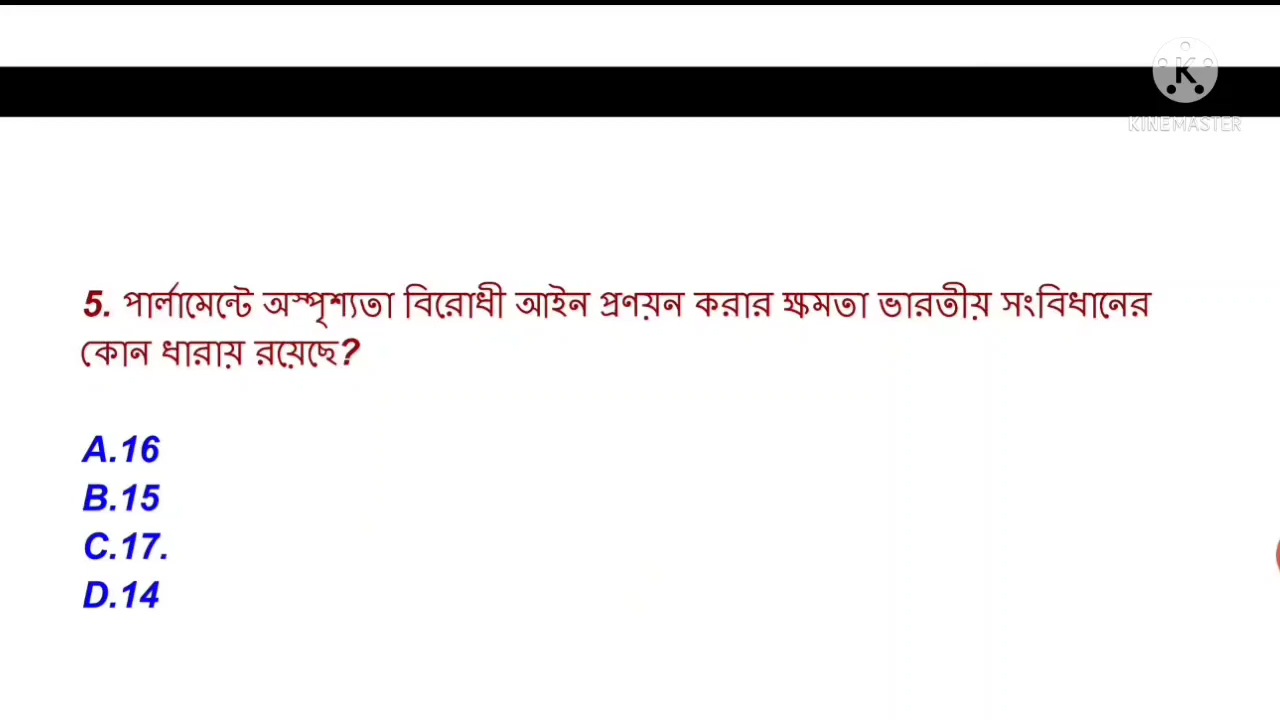 K
KINEMASTER
5. পার্লামেন্টে অস্পৃশ্যতা বিরোধী আইন প্রণয়ন করার ক্ষমতা ভারতীয় সংবিধানের
কোন ধারায় রয়েছে?
A.16
B.15
C.17.
D.14